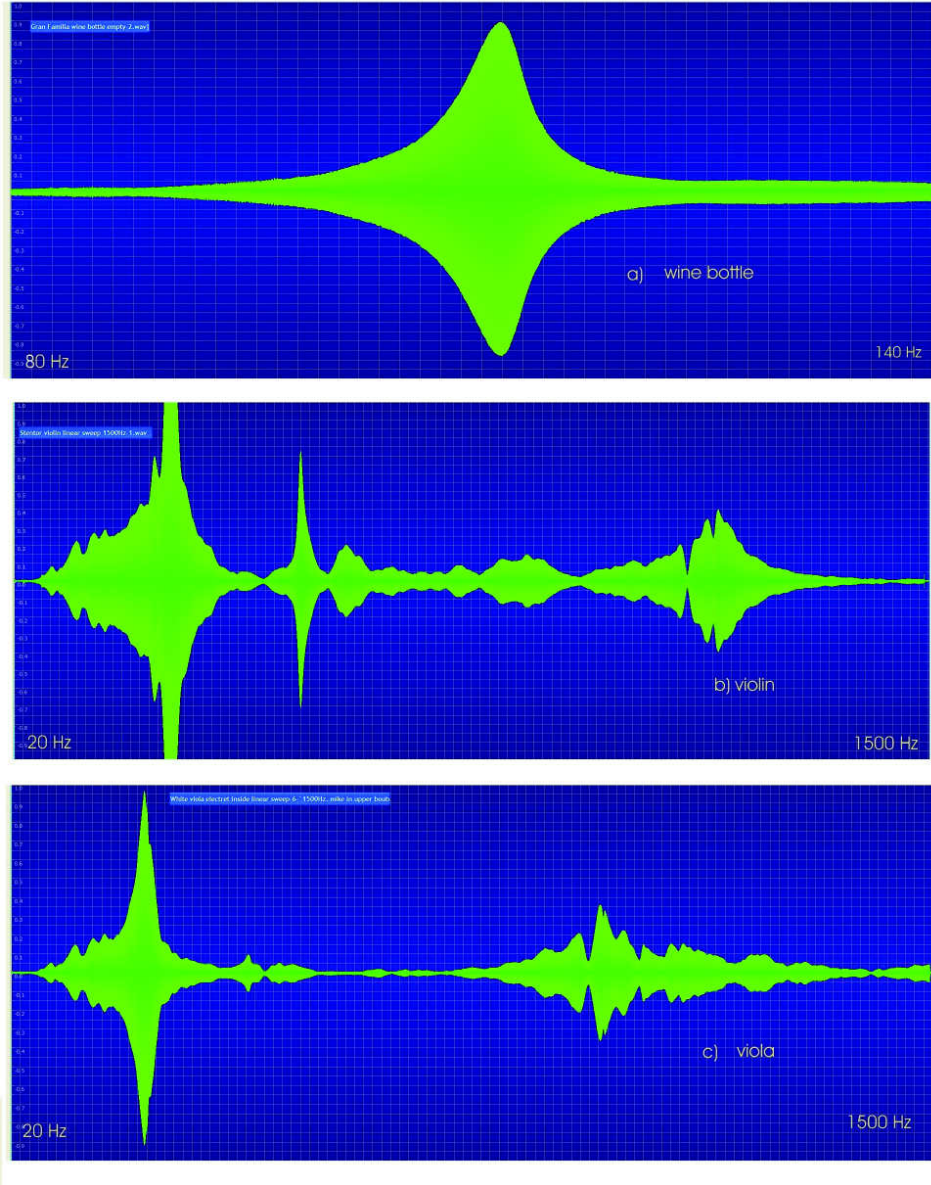 Gran Familia wine bottle empty-2.wav
a) wine bottle
80 Hz
140 Hz
Stentor violin linear sweep 1500Hz-1.wav
b) violin
20 Hz
1500 Hz
White viola electret inside linear sweep 6- 1500Hz. mike in upper bout
c) viola
20 Hz
1500 Hz